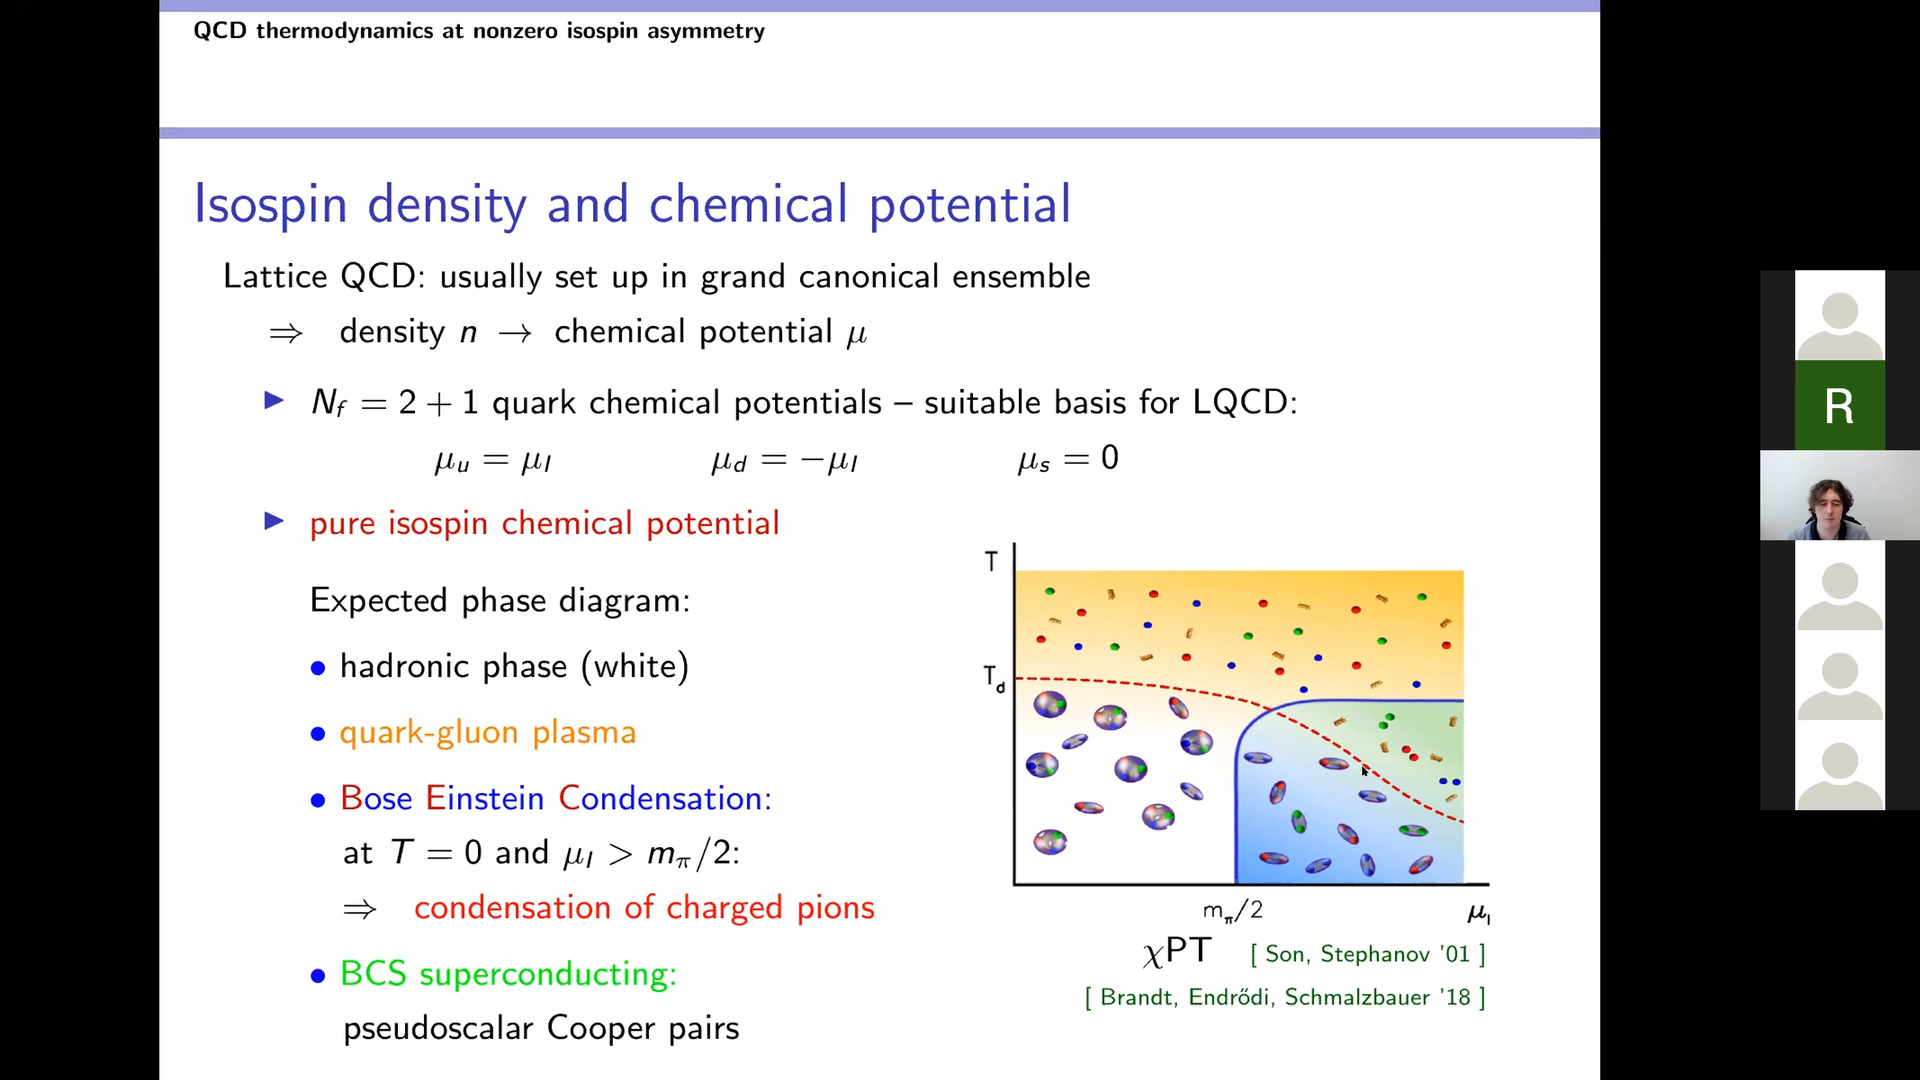 QCD thermodynamics at nonzero isospin asymmetry
Isospin density and chemical potential
Lattice QCD: usually set up in grand canonical ensemble
⇒ density n → chemical potential μ
▶ N_f = 2 + 1 quark chemical potentials – suitable basis for LQCD:
μ_u = μ_I μ_d = −μ_I μ_s = 0
▶ pure isospin chemical potential
Expected phase diagram:
• hadronic phase (white)
• quark-gluon plasma
• Bose Einstein Condensation:
at T = 0 and μ_I > m_π/2:
⇒ condensation of charged pions
• BCS superconducting:
pseudoscalar Cooper pairs
T
T_d
m_π/2
μ_I
χPT [ Son, Stephanov '01 ]
[ Brandt, Endrődi, Schmalzbauer '18 ]
R